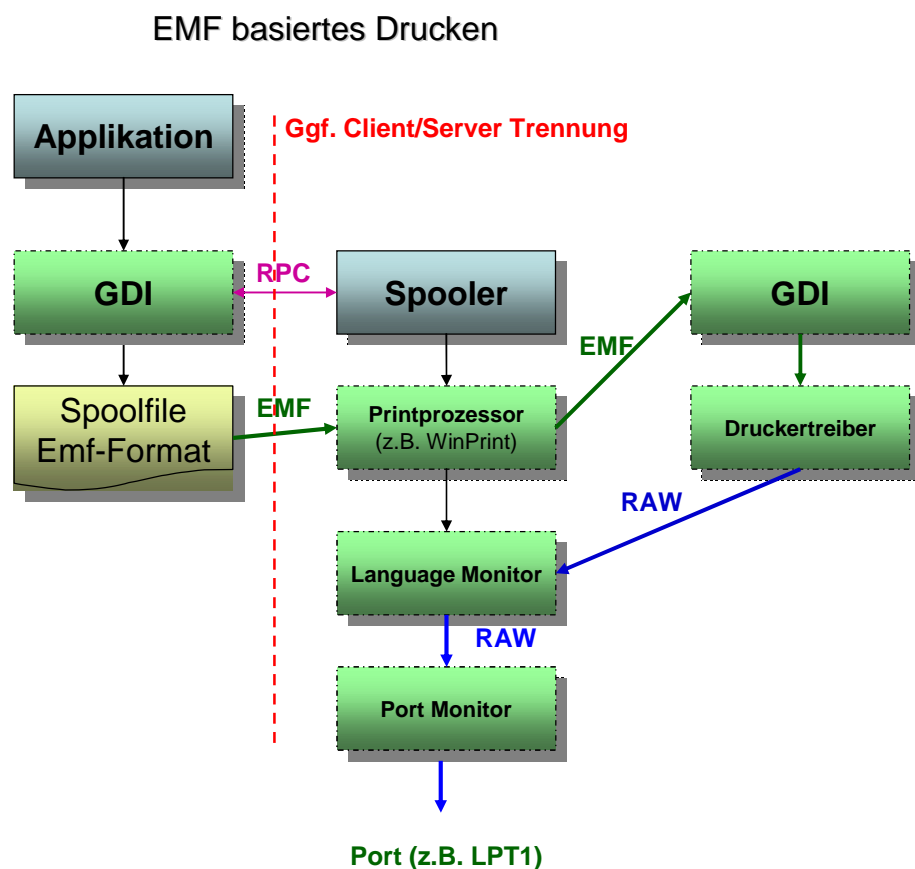 EMF basiertes Drucken
Applikation
Ggf. Client/Server Trennung
GDI
RPC
Spooler
GDI
EMF
Spoolfile
Emf-Format
EMF
Printprozessor
(z.B. WinPrint)
Druckertreiber
RAW
Language Monitor
RAW
Port Monitor
Port (z.B. LPT1)